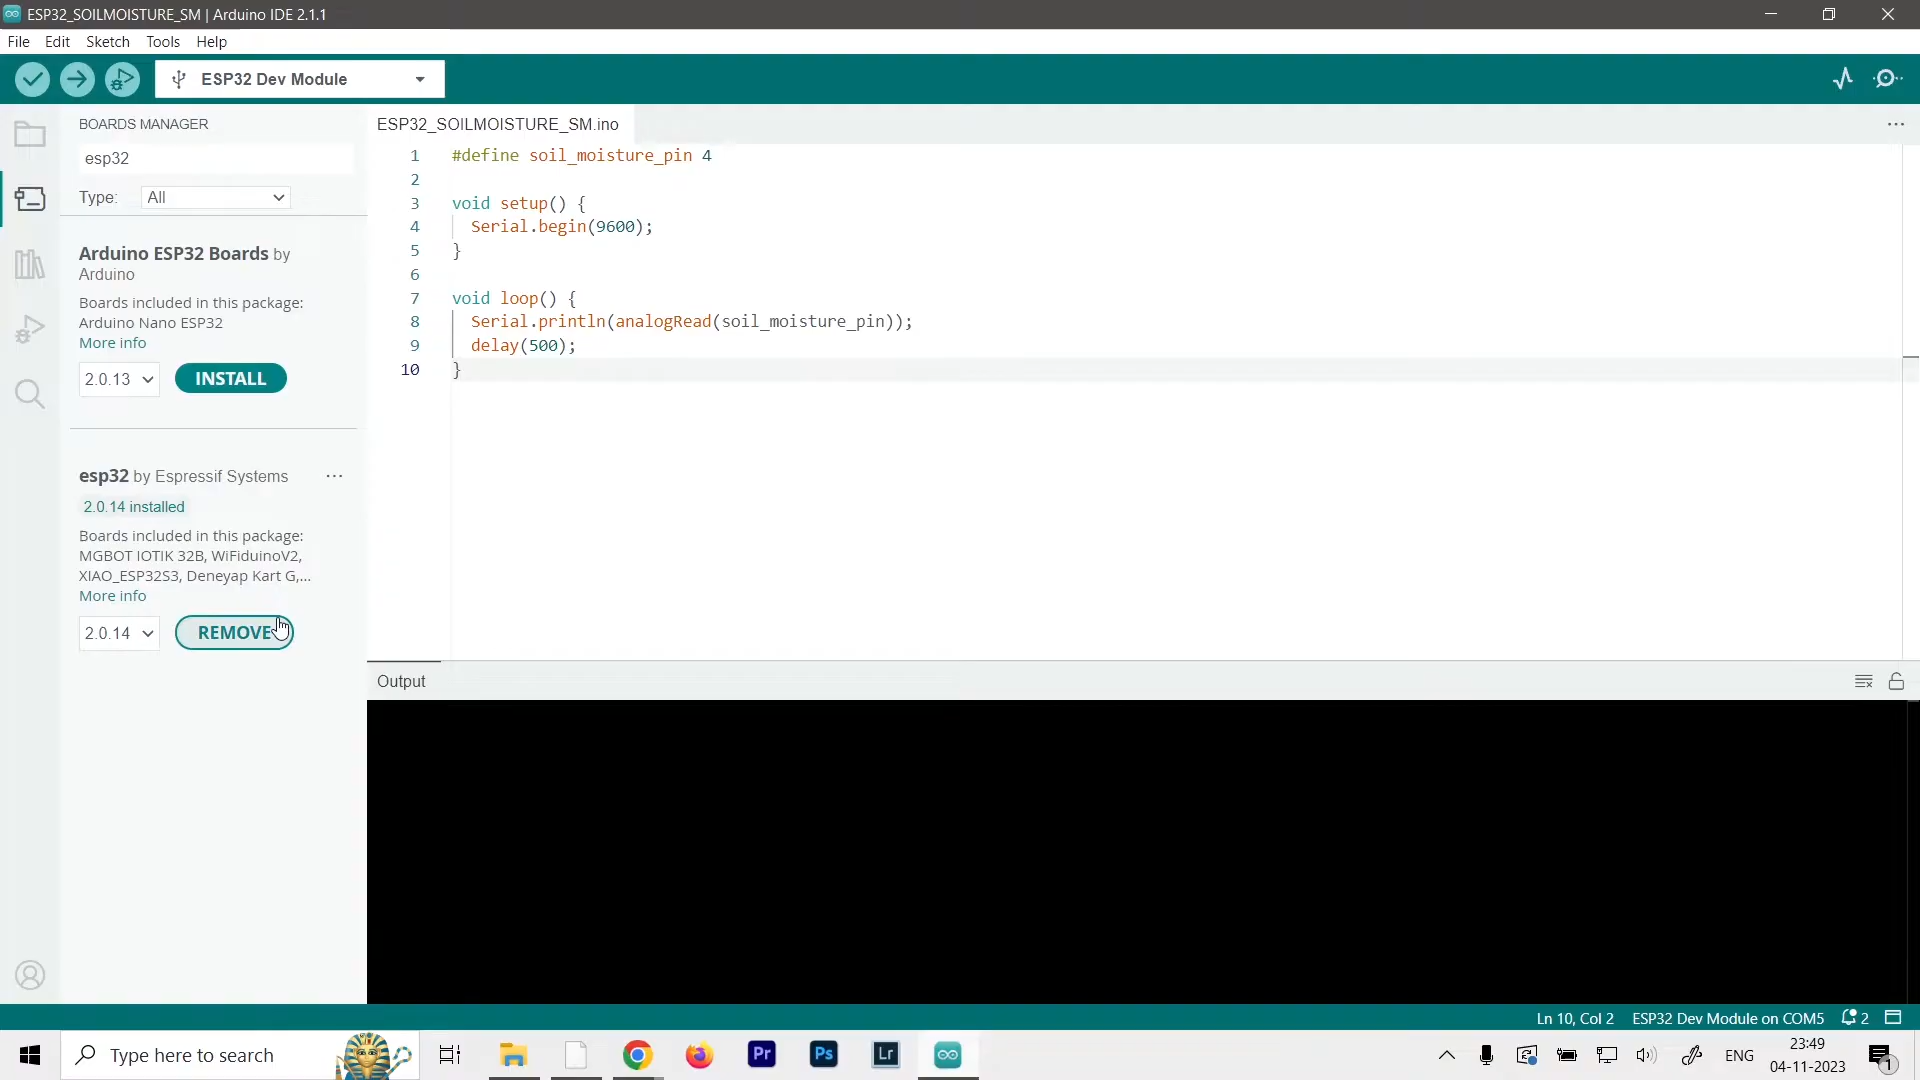 ESP32_SOILMOISTURE_SM | Arduino IDE 2.1.1
File Edit Sketch Tools Help
ESP32 Dev Module
BOARDS MANAGER
esp32
Type: All
Arduino ESP32 Boards by
Arduino
Boards included in this package:
Arduino Nano ESP32
More info
2.0.13 INSTALL
esp32 by Espressif Systems
2.0.14 installed
Boards included in this package:
MGBOT IOTIK 32B, WiFiduinoV2,
XIAO_ESP32S3, Deneyap Kart G,...
More info
2.0.14 REMOVE
ESP32_SOILMOISTURE_SM.ino
1 #define soil_moisture_pin 4
2
3 void setup() {
4 Serial.begin(9600);
5 }
6
7 void loop() {
8 Serial.println(analogRead(soil_moisture_pin));
9 delay(500);
10 }
Output
Ln 10, Col 2 ESP32 Dev Module on COM5 2
Type here to search
Pr Ps Lr
ENG
23:49
04-11-2023
1